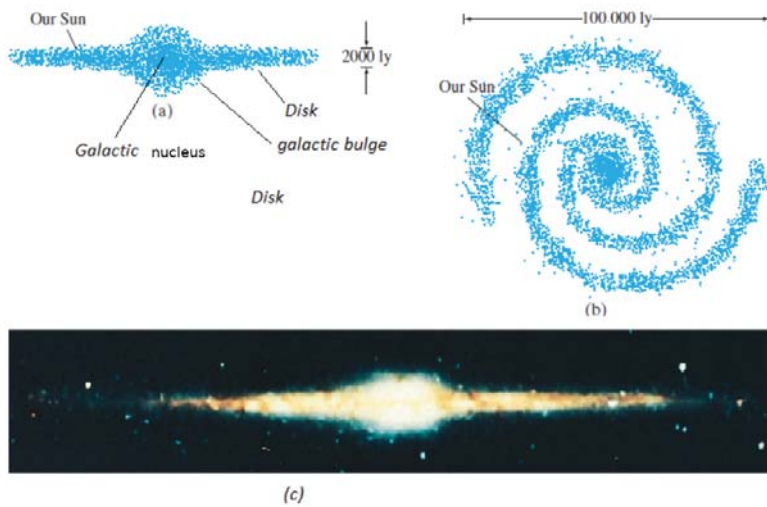 Our Sun
2000 ly
Disk
(a)
Galactic nucleus
galactic bulge
Disk
100 000 ly
Our Sun
(b)
(c)